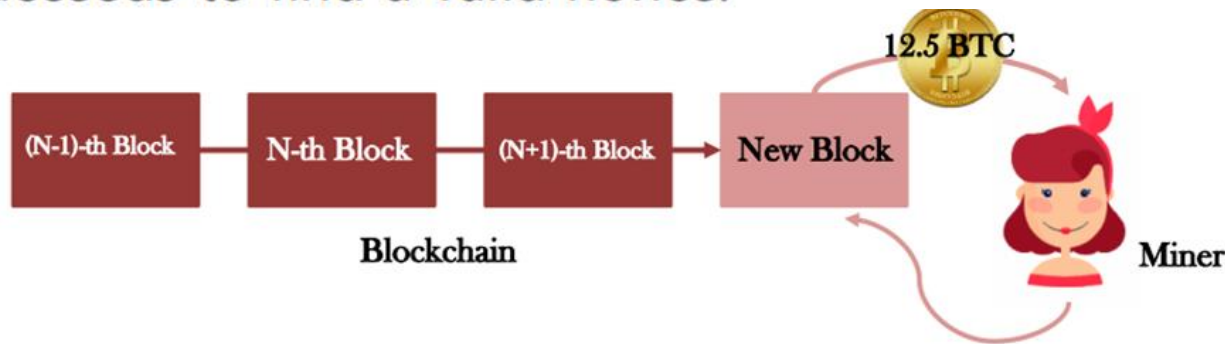 12.5 BTC
(N-1)-th Block
N-th Block
(N+1)-th Block
New Block
Blockchain
Miner